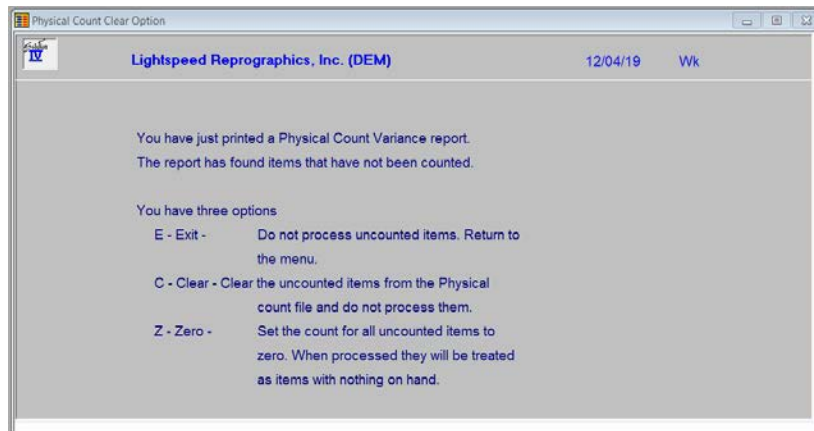 Physical Count Clear Option
IV
Lightspeed Reprographics, Inc. (DEM) 12/04/19 Wk
You have just printed a Physical Count Variance report.
The report has found items that have not been counted.
You have three options
E - Exit - Do not process uncounted items. Return to
the menu.
C - Clear - Clear the uncounted items from the Physical
count file and do not process them.
Z - Zero - Set the count for all uncounted items to
zero. When processed they will be treated
as items with nothing on hand.